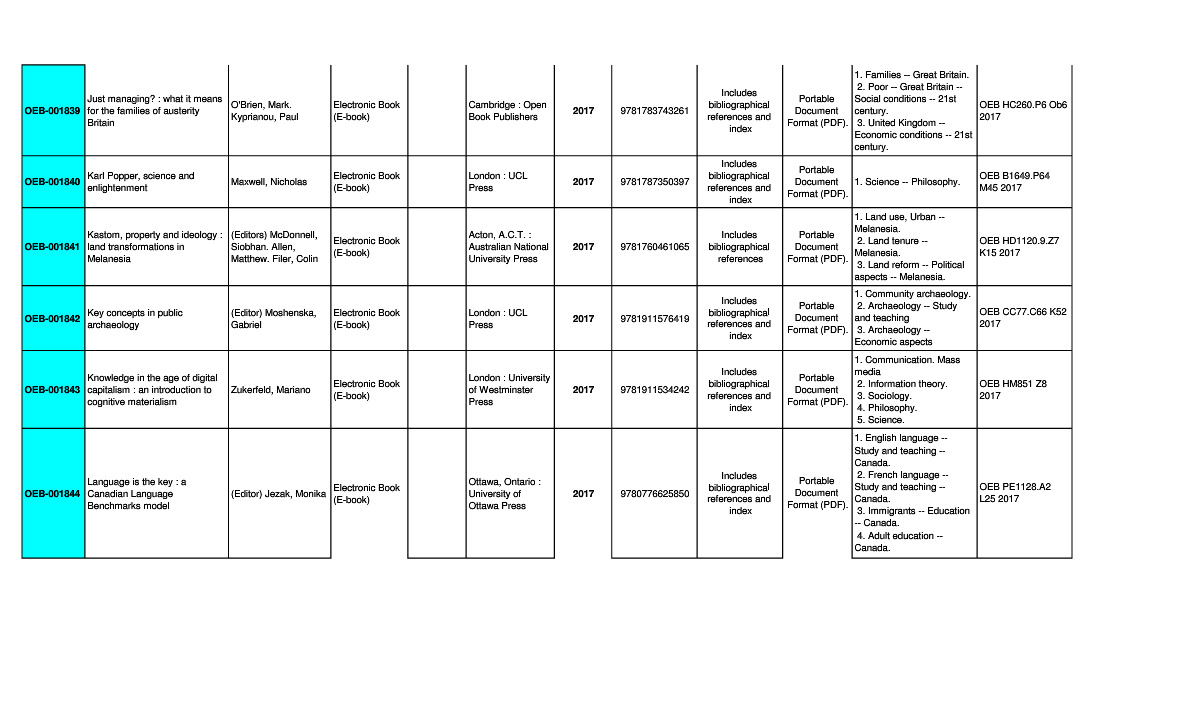 OEB-001839
Just managing? : what it means
for the families of austerity
Britain
O'Brien, Mark.
Kyprianou, Paul
Electronic Book
(E-book)
Cambridge : Open
Book Publishers
2017
9781783743261
Includes
bibliographical
references and
index
Portable
Document
Format (PDF).
1. Families -- Great Britain.
2. Poor -- Great Britain --
Social conditions -- 21st
century.
3. United Kingdom --
Economic conditions -- 21st
century.
OEB HC260.P6 Ob6
2017
OEB-001840
Karl Popper, science and
enlightenment
Maxwell, Nicholas
Electronic Book
(E-book)
London : UCL
Press
2017
9781787350397
Includes
bibliographical
references and
index
Portable
Document
Format (PDF).
1. Science -- Philosophy.
OEB B1649.P64
M45 2017
OEB-001841
Kastom, property and ideology :
land transformations in
Melanesia
(Editors) McDonnell,
Siobhan. Allen,
Matthew. Filer, Colin
Electronic Book
(E-book)
Acton, A.C.T. :
Australian National
University Press
2017
9781760461065
Includes
bibliographical
references
Portable
Document
Format (PDF).
1. Land use, Urban --
Melanesia.
2. Land tenure --
Melanesia.
3. Land reform -- Political
aspects -- Melanesia.
OEB HD1120.9.Z7
K15 2017
OEB-001842
Key concepts in public
archaeology
(Editor) Moshenska,
Gabriel
Electronic Book
(E-book)
London : UCL
Press
2017
9781911576419
Includes
bibliographical
references and
index
Portable
Document
Format (PDF).
1. Community archaeology.
2. Archaeology -- Study
and teaching
3. Archaeology --
Economic aspects
OEB CC77.C66 K52
2017
OEB-001843
Knowledge in the age of digital
capitalism : an introduction to
cognitive materialism
Zukerfeld, Mariano
Electronic Book
(E-book)
London : University
of Westminster
Press
2017
9781911534242
Includes
bibliographical
references and
index
Portable
Document
Format (PDF).
1. Communication. Mass
media
2. Information theory.
3. Sociology.
4. Philosophy.
5. Science.
OEB HM851 Z8
2017
OEB-001844
Language is the key : a
Canadian Language
Benchmarks model
(Editor) Jezak, Monika
Electronic Book
(E-book)
Ottawa, Ontario :
University of
Ottawa Press
2017
9780776625850
Includes
bibliographical
references and
index
Portable
Document
Format (PDF).
1. English language --
Study and teaching --
Canada.
2. French language --
Study and teaching --
Canada.
3. Immigrants -- Education
-- Canada.
4. Adult education --
Canada.
OEB PE1128.A2
L25 2017